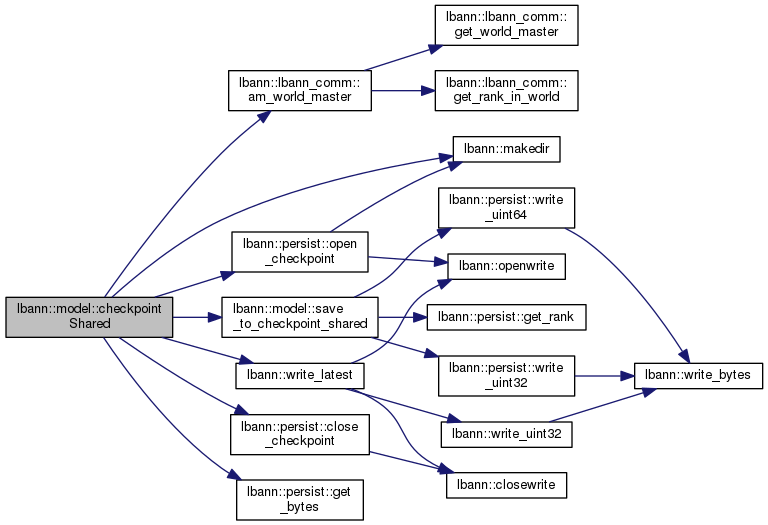 lbann::model::checkpoint
Shared
lbann::lbann_comm::
am_world_master
lbann::lbann_comm::
get_world_master
lbann::lbann_comm::
get_rank_in_world
lbann::makedir
lbann::persist::open
_checkpoint
lbann::persist::write
_uint64
lbann::openwrite
lbann::model::save
_to_checkpoint_shared
lbann::persist::get_rank
lbann::write_latest
lbann::persist::write
_uint32
lbann::write_bytes
lbann::persist::close
_checkpoint
lbann::write_uint32
lbann::closewrite
lbann::persist::get
_bytes